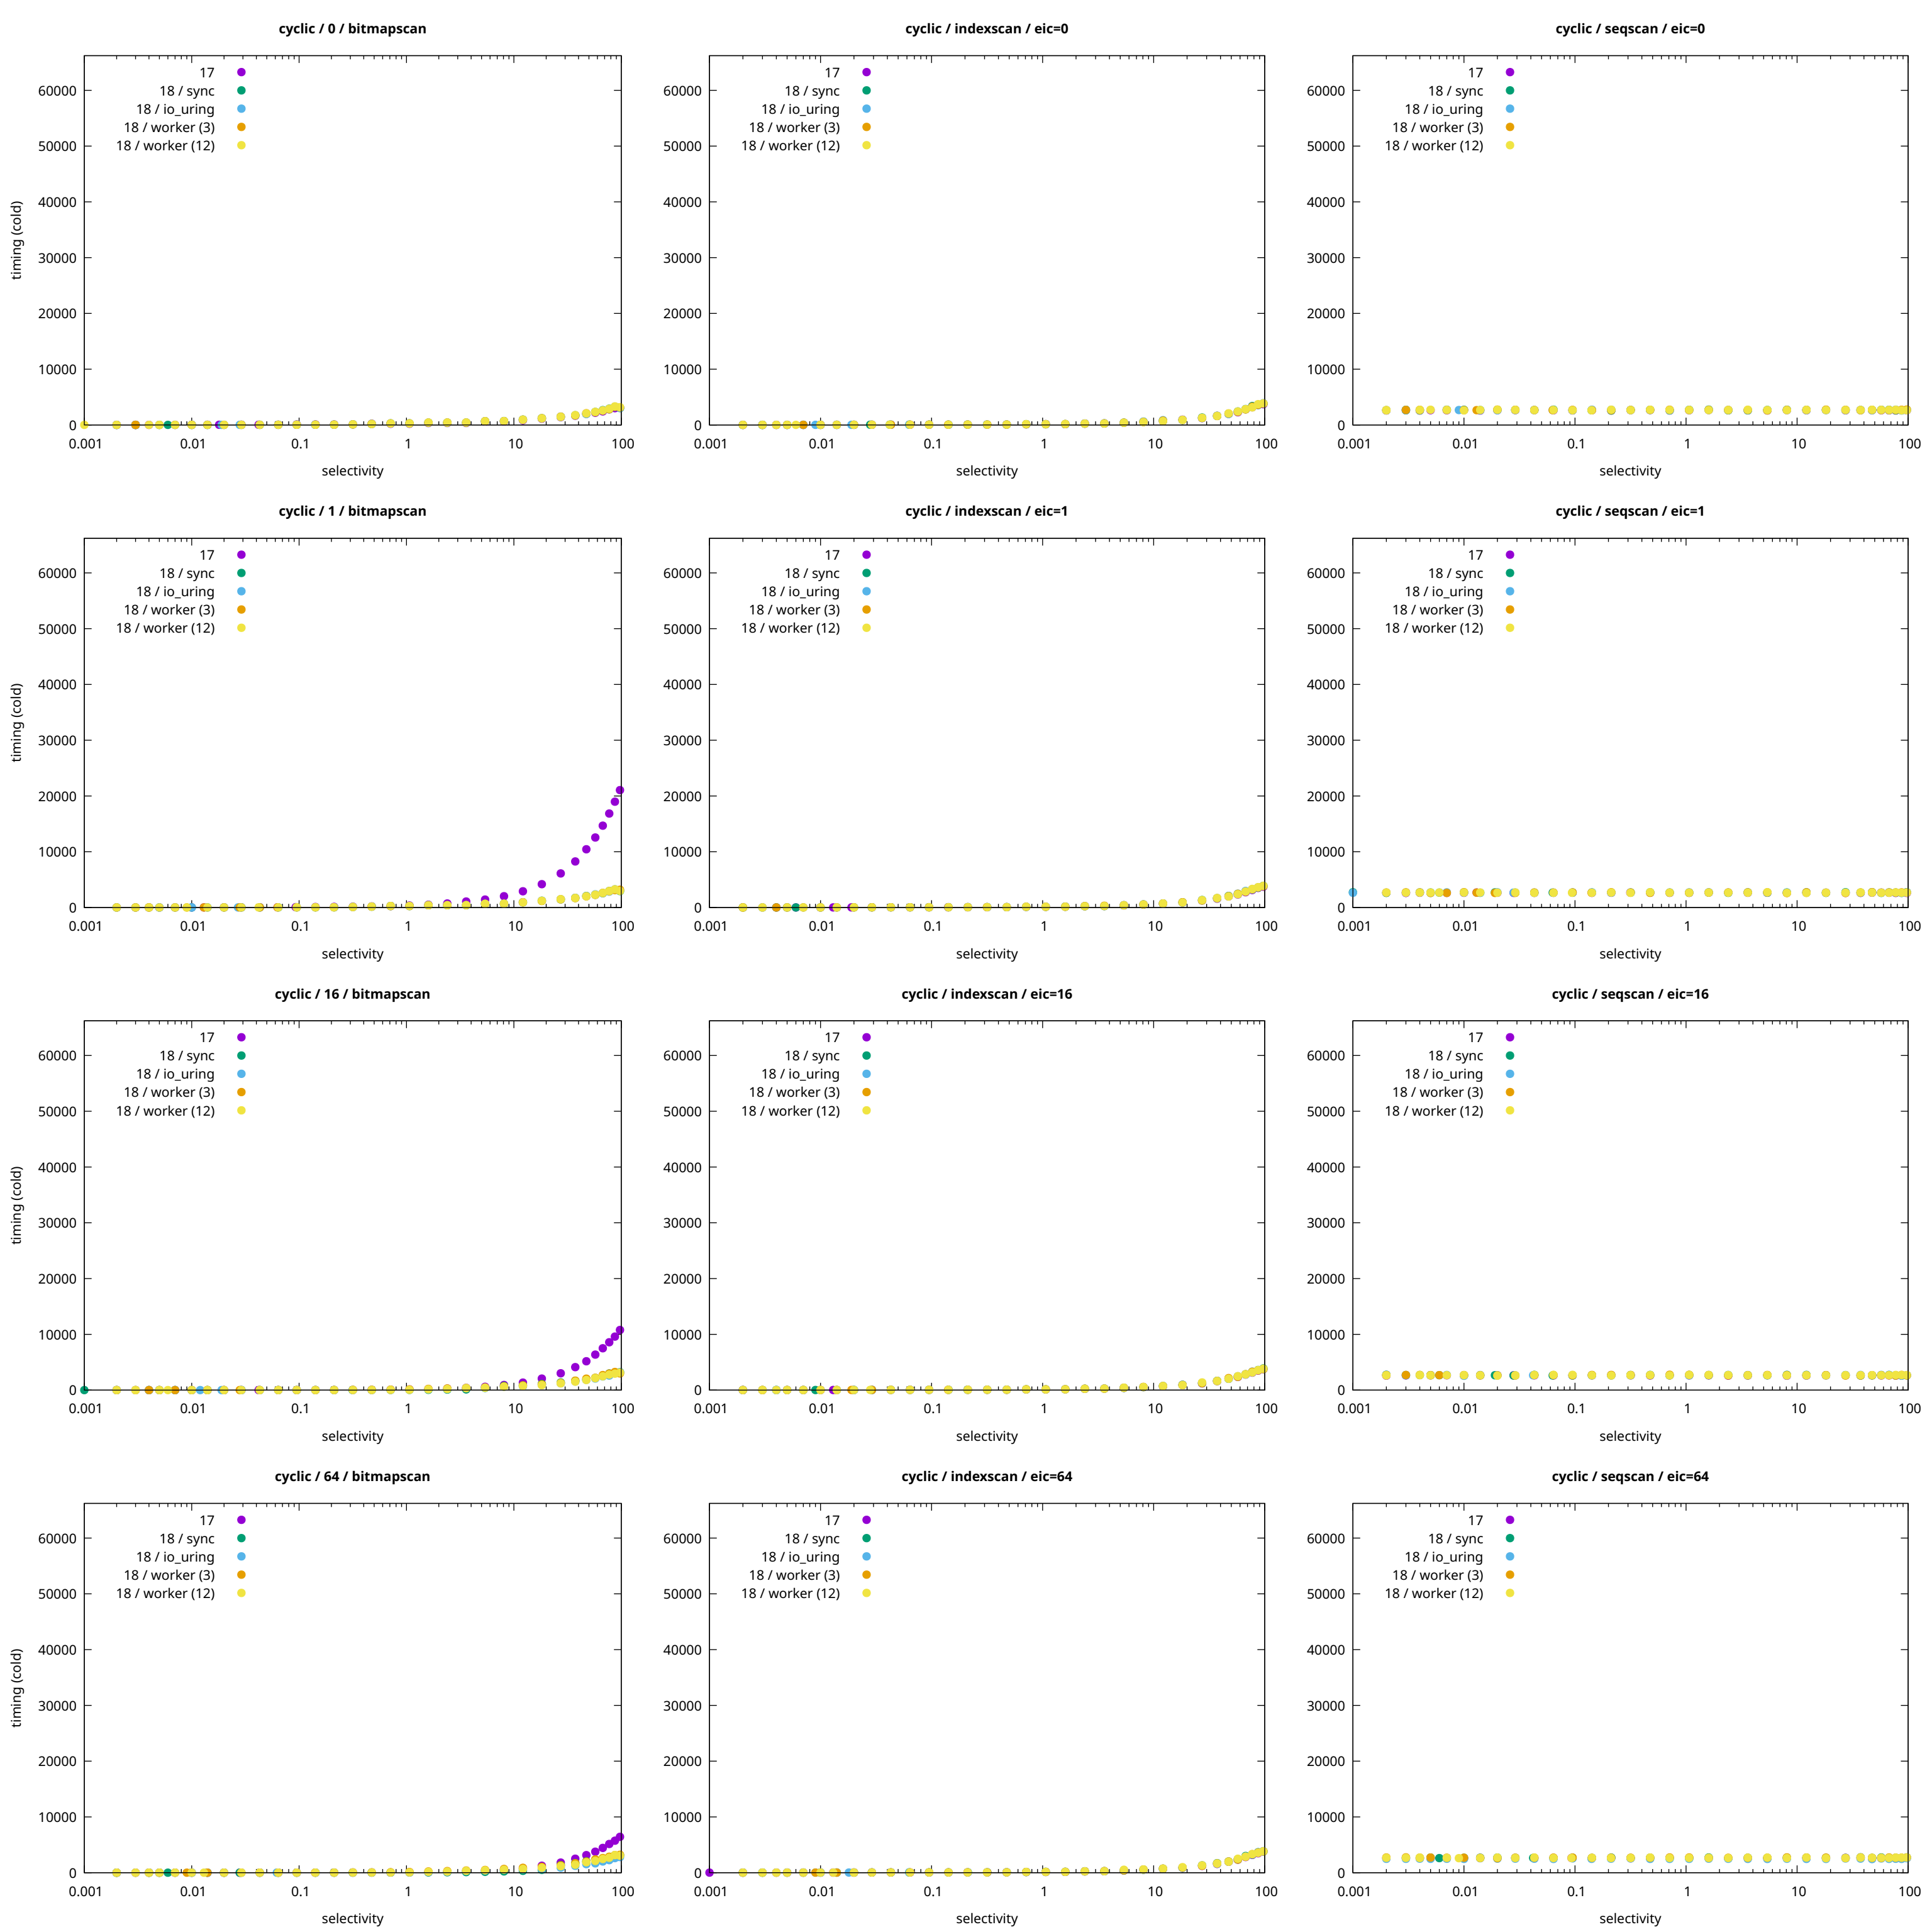 cyclic / 0 / bitmapscan
17
18 / sync
18 / io_uring
18 / worker (3)
18 / worker (12)
60000
50000
40000
30000
20000
10000
0
timing (cold)
0.001 0.01 0.1 1 10 100
selectivity
cyclic / indexscan / eic=0
17
18 / sync
18 / io_uring
18 / worker (3)
18 / worker (12)
60000
50000
40000
30000
20000
10000
0
0.001 0.01 0.1 1 10 100
selectivity
cyclic / seqscan / eic=0
17
18 / sync
18 / io_uring
18 / worker (3)
18 / worker (12)
60000
50000
40000
30000
20000
10000
0
0.001 0.01 0.1 1 10 100
selectivity
cyclic / 1 / bitmapscan
17
18 / sync
18 / io_uring
18 / worker (3)
18 / worker (12)
60000
50000
40000
30000
20000
10000
0
timing (cold)
0.001 0.01 0.1 1 10 100
selectivity
cyclic / indexscan / eic=1
17
18 / sync
18 / io_uring
18 / worker (3)
18 / worker (12)
60000
50000
40000
30000
20000
10000
0
0.001 0.01 0.1 1 10 100
selectivity
cyclic / seqscan / eic=1
17
18 / sync
18 / io_uring
18 / worker (3)
18 / worker (12)
60000
50000
40000
30000
20000
10000
0
0.001 0.01 0.1 1 10 100
selectivity
cyclic / 16 / bitmapscan
17
18 / sync
18 / io_uring
18 / worker (3)
18 / worker (12)
60000
50000
40000
30000
20000
10000
0
timing (cold)
0.001 0.01 0.1 1 10 100
selectivity
cyclic / indexscan / eic=16
17
18 / sync
18 / io_uring
18 / worker (3)
18 / worker (12)
60000
50000
40000
30000
20000
10000
0
0.001 0.01 0.1 1 10 100
selectivity
cyclic / seqscan / eic=16
17
18 / sync
18 / io_uring
18 / worker (3)
18 / worker (12)
60000
50000
40000
30000
20000
10000
0
0.001 0.01 0.1 1 10 100
selectivity
cyclic / 64 / bitmapscan
17
18 / sync
18 / io_uring
18 / worker (3)
18 / worker (12)
60000
50000
40000
30000
20000
10000
0
timing (cold)
0.001 0.01 0.1 1 10 100
selectivity
cyclic / indexscan / eic=64
17
18 / sync
18 / io_uring
18 / worker (3)
18 / worker (12)
60000
50000
40000
30000
20000
10000
0
0.001 0.01 0.1 1 10 100
selectivity
cyclic / seqscan / eic=64
17
18 / sync
18 / io_uring
18 / worker (3)
18 / worker (12)
60000
50000
40000
30000
20000
10000
0
0.001 0.01 0.1 1 10 100
selectivity